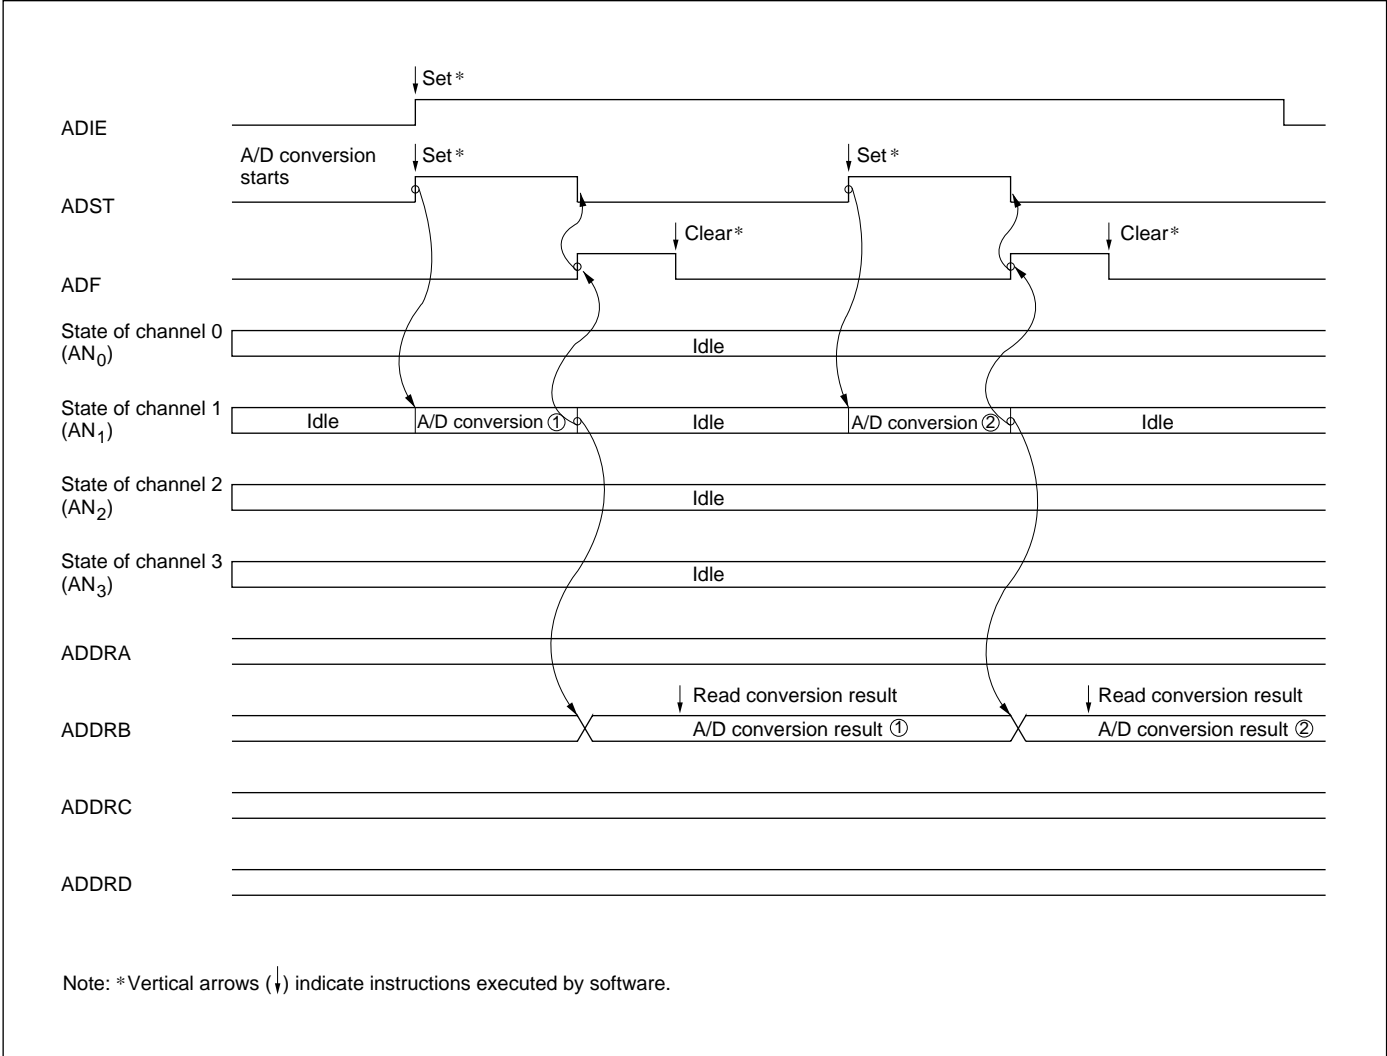 Set*
ADIE
A/D conversion
starts
Set*
Set*
ADST
Clear*
Clear*
ADF
State of channel 0
(AN0)
Idle
State of channel 1
(AN1)
Idle
A/D conversion ①
Idle
A/D conversion ②
Idle
State of channel 2
(AN2)
Idle
State of channel 3
(AN3)
Idle
ADDRA
Read conversion result
Read conversion result
ADDRB
A/D conversion result ①
A/D conversion result ②
ADDRC
ADDRD
Note: *Vertical arrows (↓) indicate instructions executed by software.